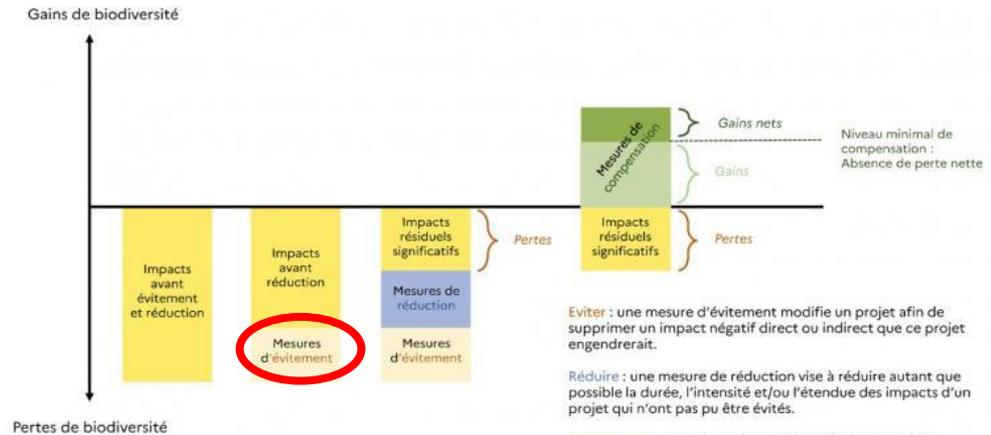 Gains de biodiversité
Mesures de
compensation
Gains nets
Gains
Niveau minimal de
compensation :
Absence de perte nette
Impacts
avant
évitement
et réduction
Impacts
avant
réduction
Mesures
d'évitement
Impacts
résiduels
significatifs
Pertes
Mesures de
réduction
Mesures
d'évitement
Impacts
résiduels
significatifs
Pertes
Eviter : une mesure d'évitement modifie un projet afin de
supprimer un impact négatif direct ou indirect que ce projet
engendrerait.
Réduire : une mesure de réduction vise à réduire autant que
possible la durée, l'intensité et/ou l'étendue des impacts d'un
projet qui n'ont pas pu être évités.
Pertes de biodiversité